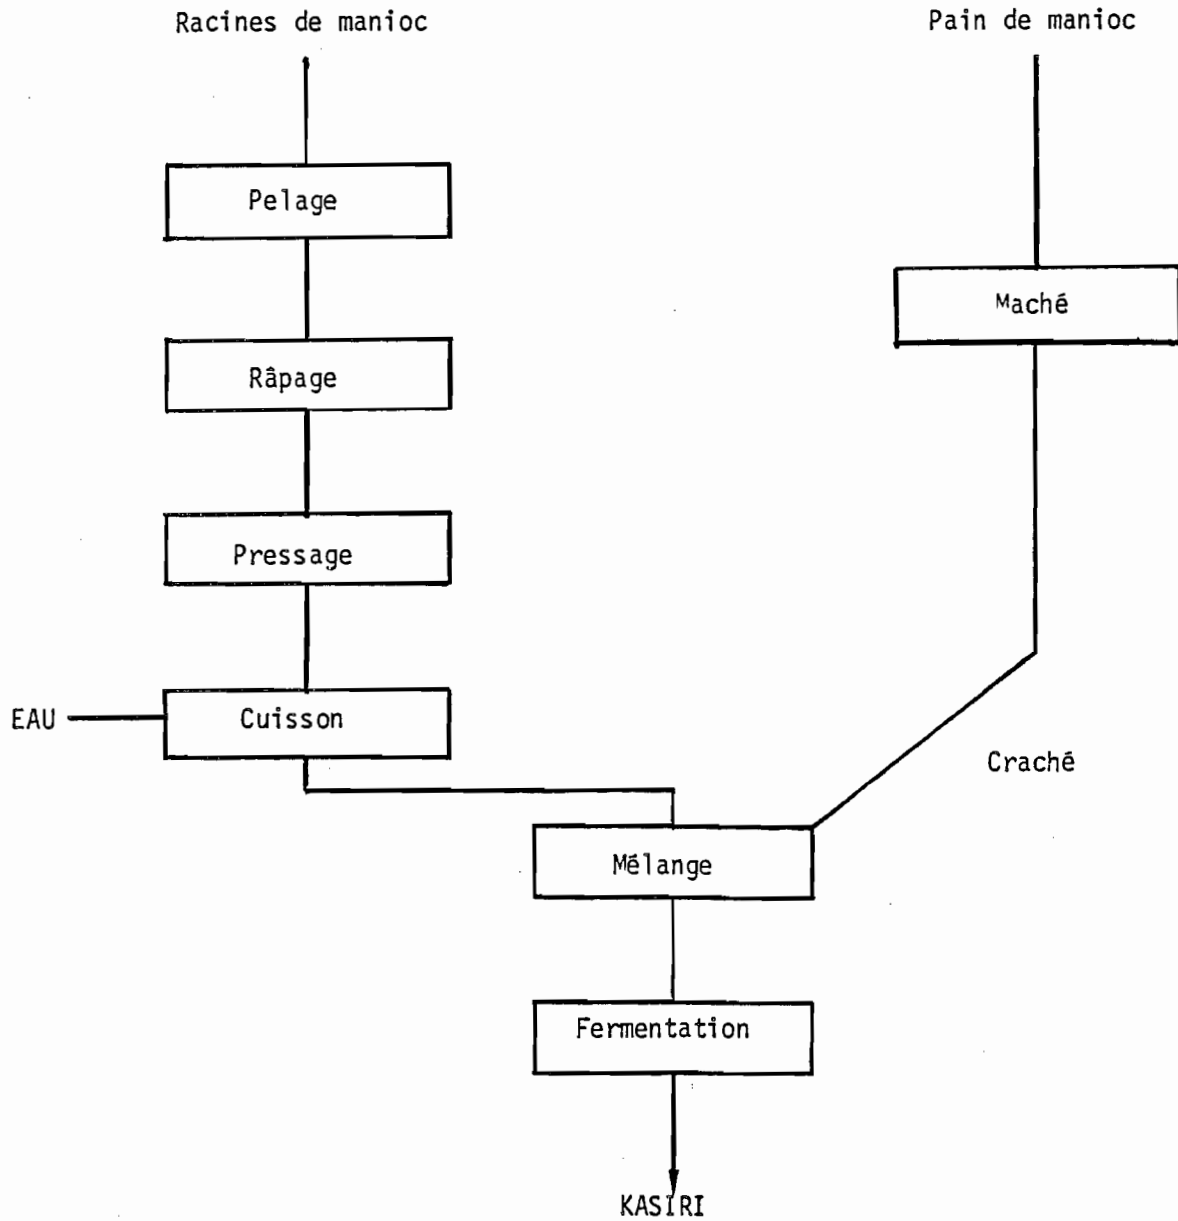 Racines de manioc
Pain de manioc
Pelage
Maché
Râpage
Pressage
EAU
Cuisson
Craché
Mélange
Fermentation
KASIRI